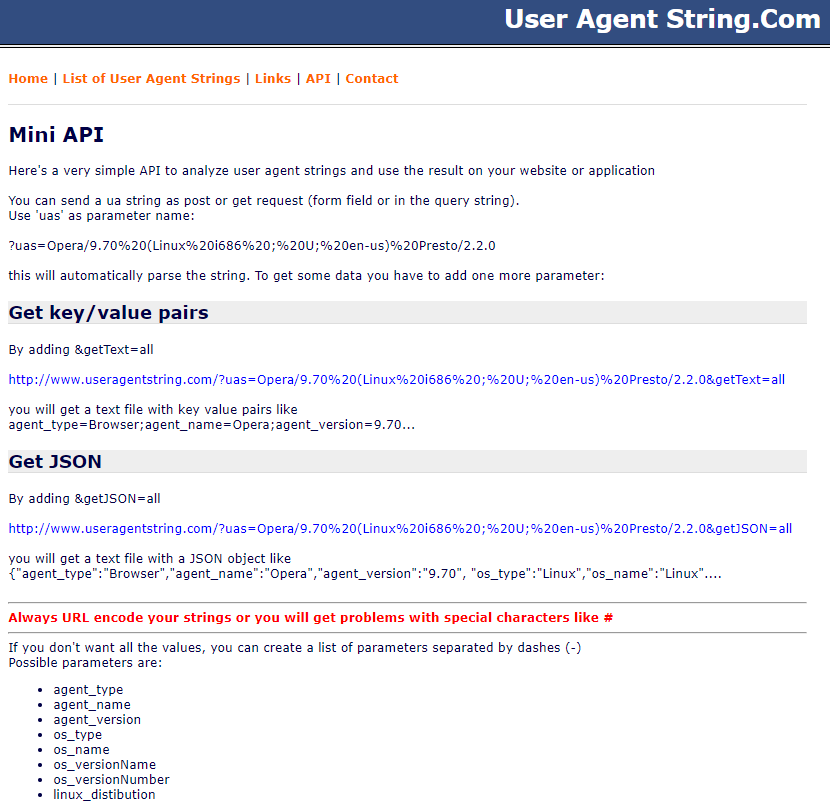 User Agent String.Com
Home | List of User Agent Strings | Links | API | Contact
Mini API
Here's a very simple API to analyze user agent strings and use the result on your website or application
You can send a ua string as post or get request (form field or in the query string).
Use 'uas' as parameter name:
?uas=Opera/9.70%20(Linux%20i686%20;%20U;%20en-us)%20Presto/2.2.0
this will automatically parse the string. To get some data you have to add one more parameter:
Get key/value pairs
By adding &getText=all
http://www.useragentstring.com/?uas=Opera/9.70%20(Linux%20i686%20;%20U;%20en-us)%20Presto/2.2.0&getText=all
you will get a text file with key value pairs like
agent_type=Browser;agent_name=Opera;agent_version=9.70...
Get JSON
By adding &getJSON=all
http://www.useragentstring.com/?uas=Opera/9.70%20(Linux%20i686%20;%20U;%20en-us)%20Presto/2.2.0&getJSON=all
you will get a text file with a JSON object like
{"agent_type":"Browser","agent_name":"Opera","agent_version":"9.70", "os_type":"Linux","os_name":"Linux"....
Always URL encode your strings or you will get problems with special characters like #
If you don't want all the values, you can create a list of parameters separated by dashes (-)
Possible parameters are:
• agent_type
• agent_name
• agent_version
• os_type
• os_name
• os_versionName
• os_versionNumber
• linux_distibution